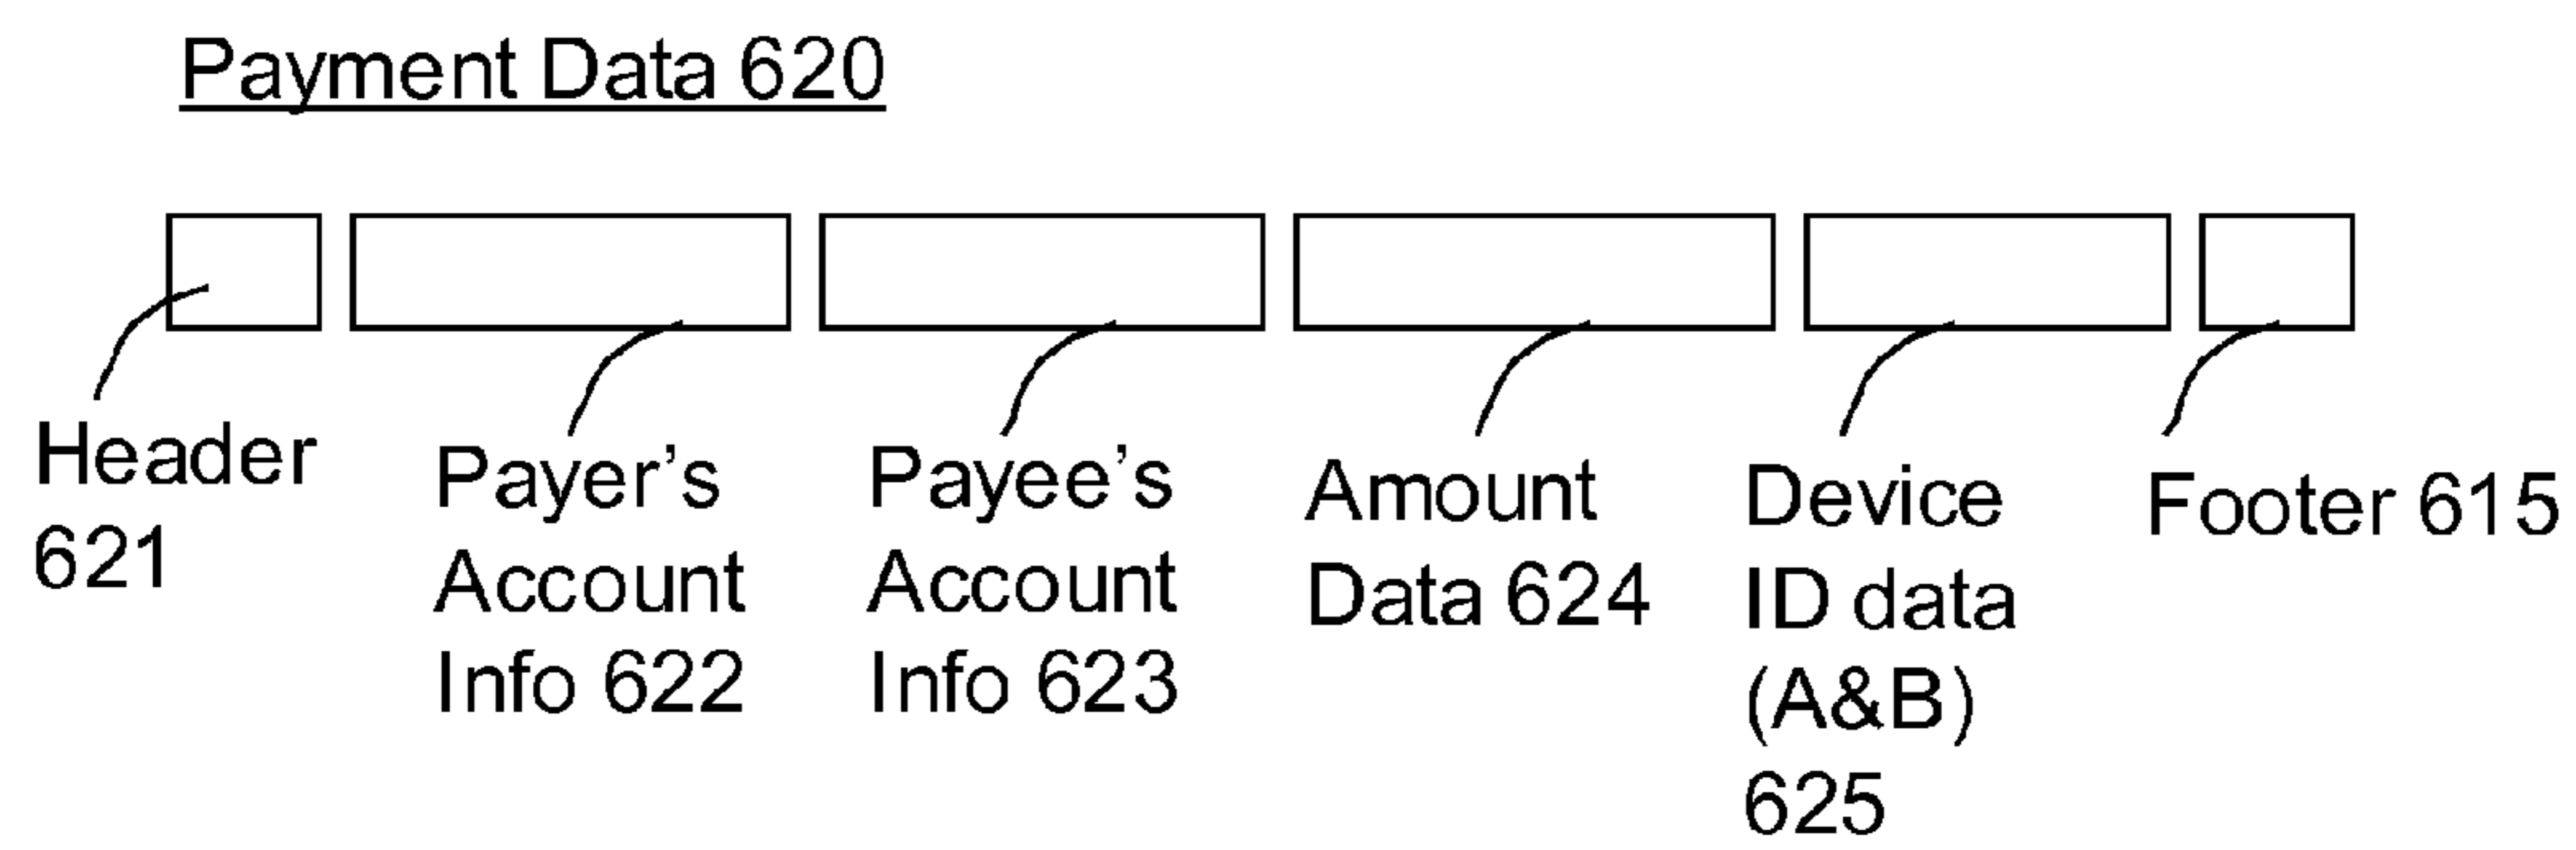 Payment Data 620
Header
621
Payer’s
Account
Info 622
Payee’s
Account
Info 623
Amount
Data 624
Device
ID data
(A&B)
625
Footer 615